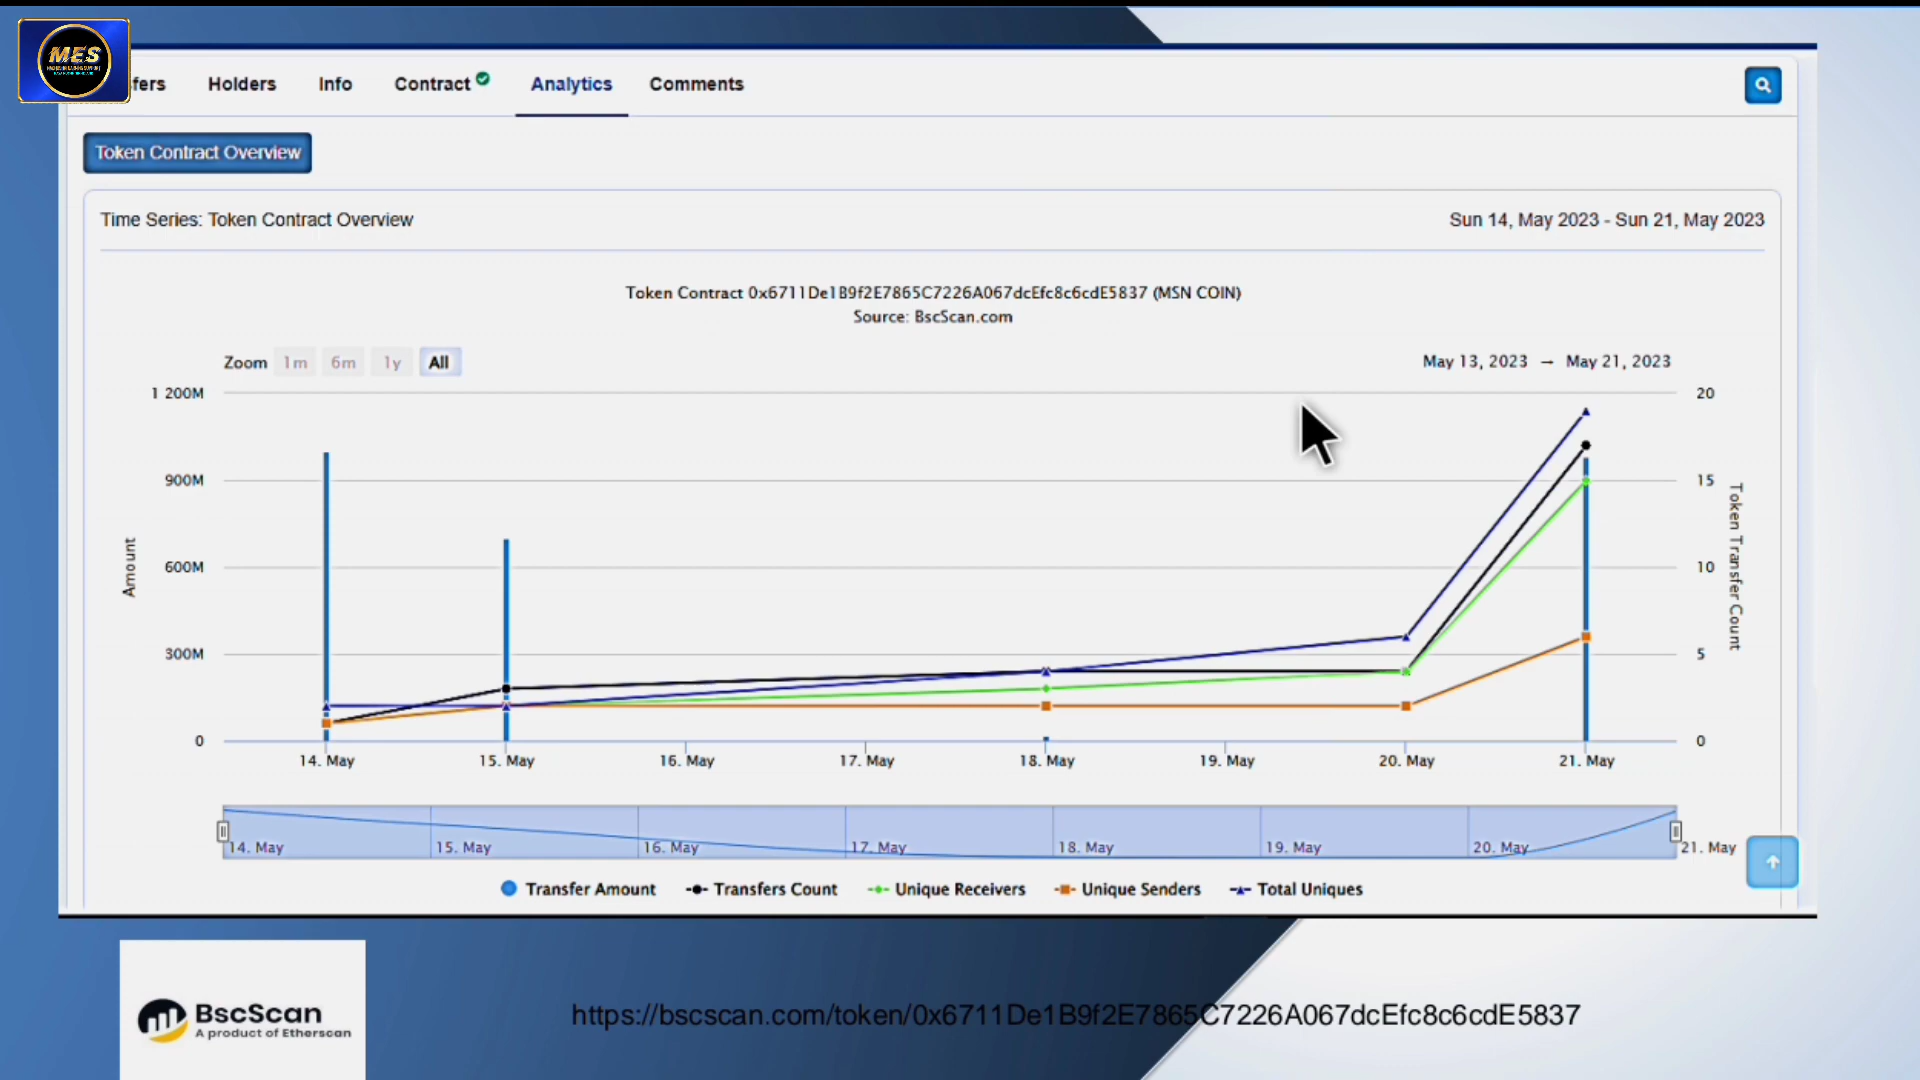 MES
fers Holders Info Contract Analytics Comments
Token Contract Overview
Time Series: Token Contract Overview Sun 14, May 2023 - Sun 21, May 2023
Token Contract 0x6711De1B9f2E7865C7226A067dcEfc8c6cdE5837 (MSN COIN)
Source: BscScan.com
Zoom 1m 6m 1y All May 13, 2023 → May 21, 2023
1 200M 20
900M 15
600M 10
300M 5
0 0
Amount
Token Transfer Count
14. May 15. May 16. May 17. May 18. May 19. May 20. May 21. May
14. May 15. May 16. May 17. May 18. May 19. May 20. May 21. May
Transfer Amount Transfers Count Unique Receivers Unique Senders Total Uniques
BscScan
A product of Etherscan
https://bscscan.com/token/0x6711De1B9f2E7865C7226A067dcEfc8c6cdE5837